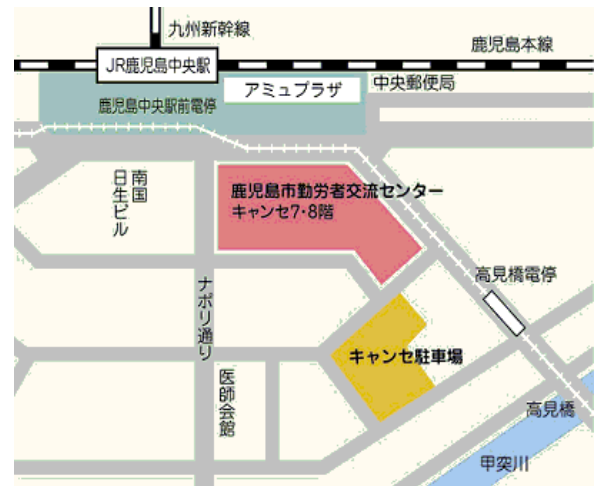 九州新幹線
鹿児島本線
JR鹿児島中央駅
アミュプラザ
中央郵便局
鹿児島中央駅前電停
南国
日生ビル
鹿児島市勤労者交流センター
キャンセ7・8階
高見橋電停
ナポリ通り
キャンセ駐車場
医師会館
高見橋
甲突川